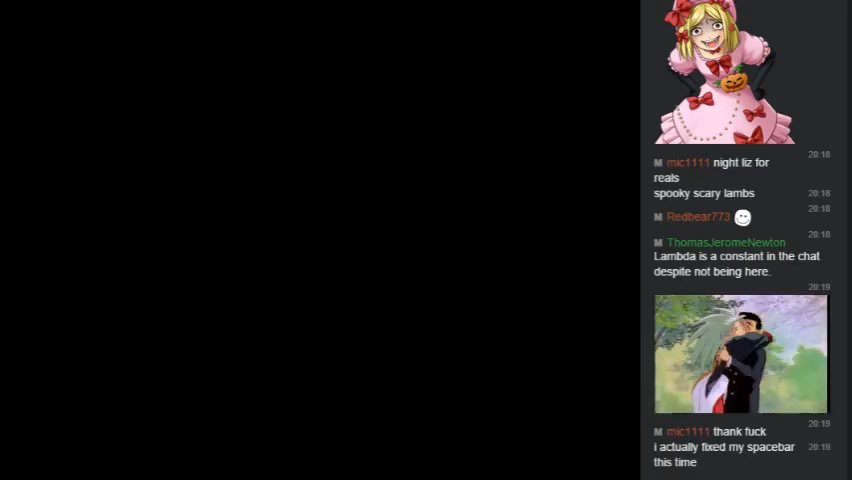 20:18
M mic1111 night liz for
reals
spooky scary lambs 20:18
20:18
M Redbear773
20:18
M ThomasJeromeNewton
Lambda is a constant in the chat
despite not being here.
20:19
20:19
M mic1111 thank fuck
i actually fixed my spacebar 20:19
this time